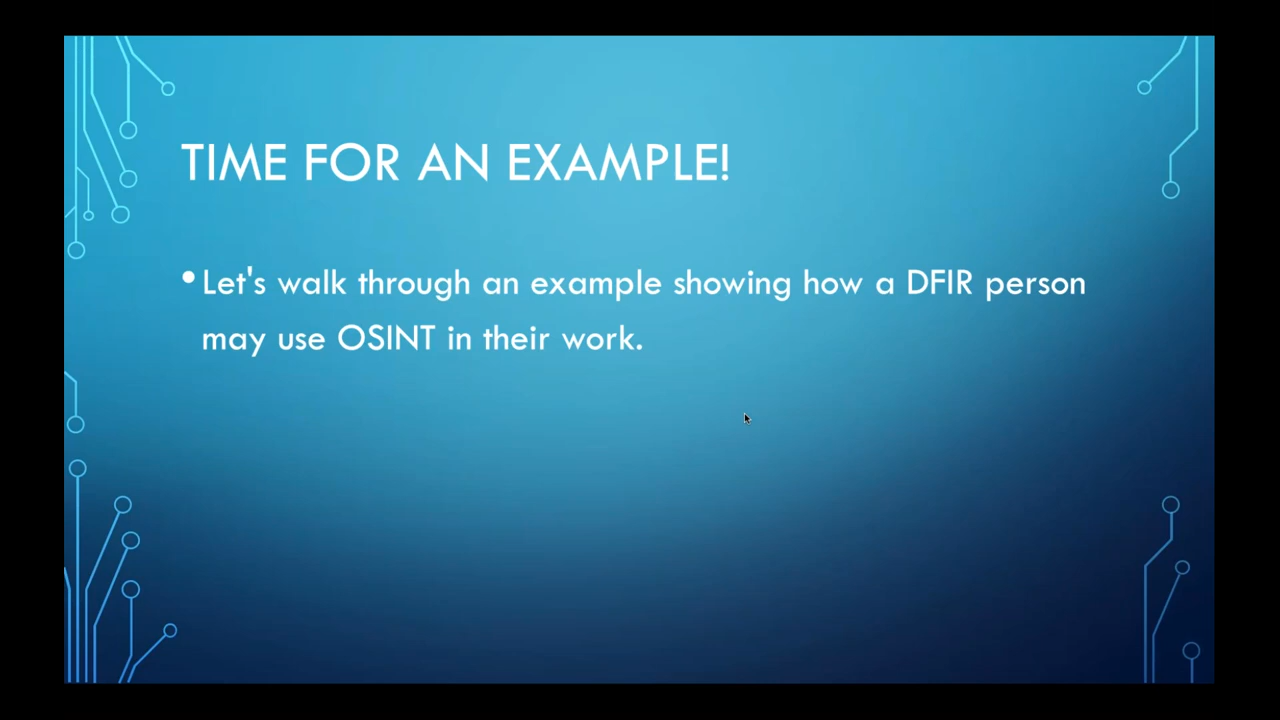 TIME FOR AN EXAMPLE!
• Let's walk through an example showing how a DFIR person
may use OSINT in their work.